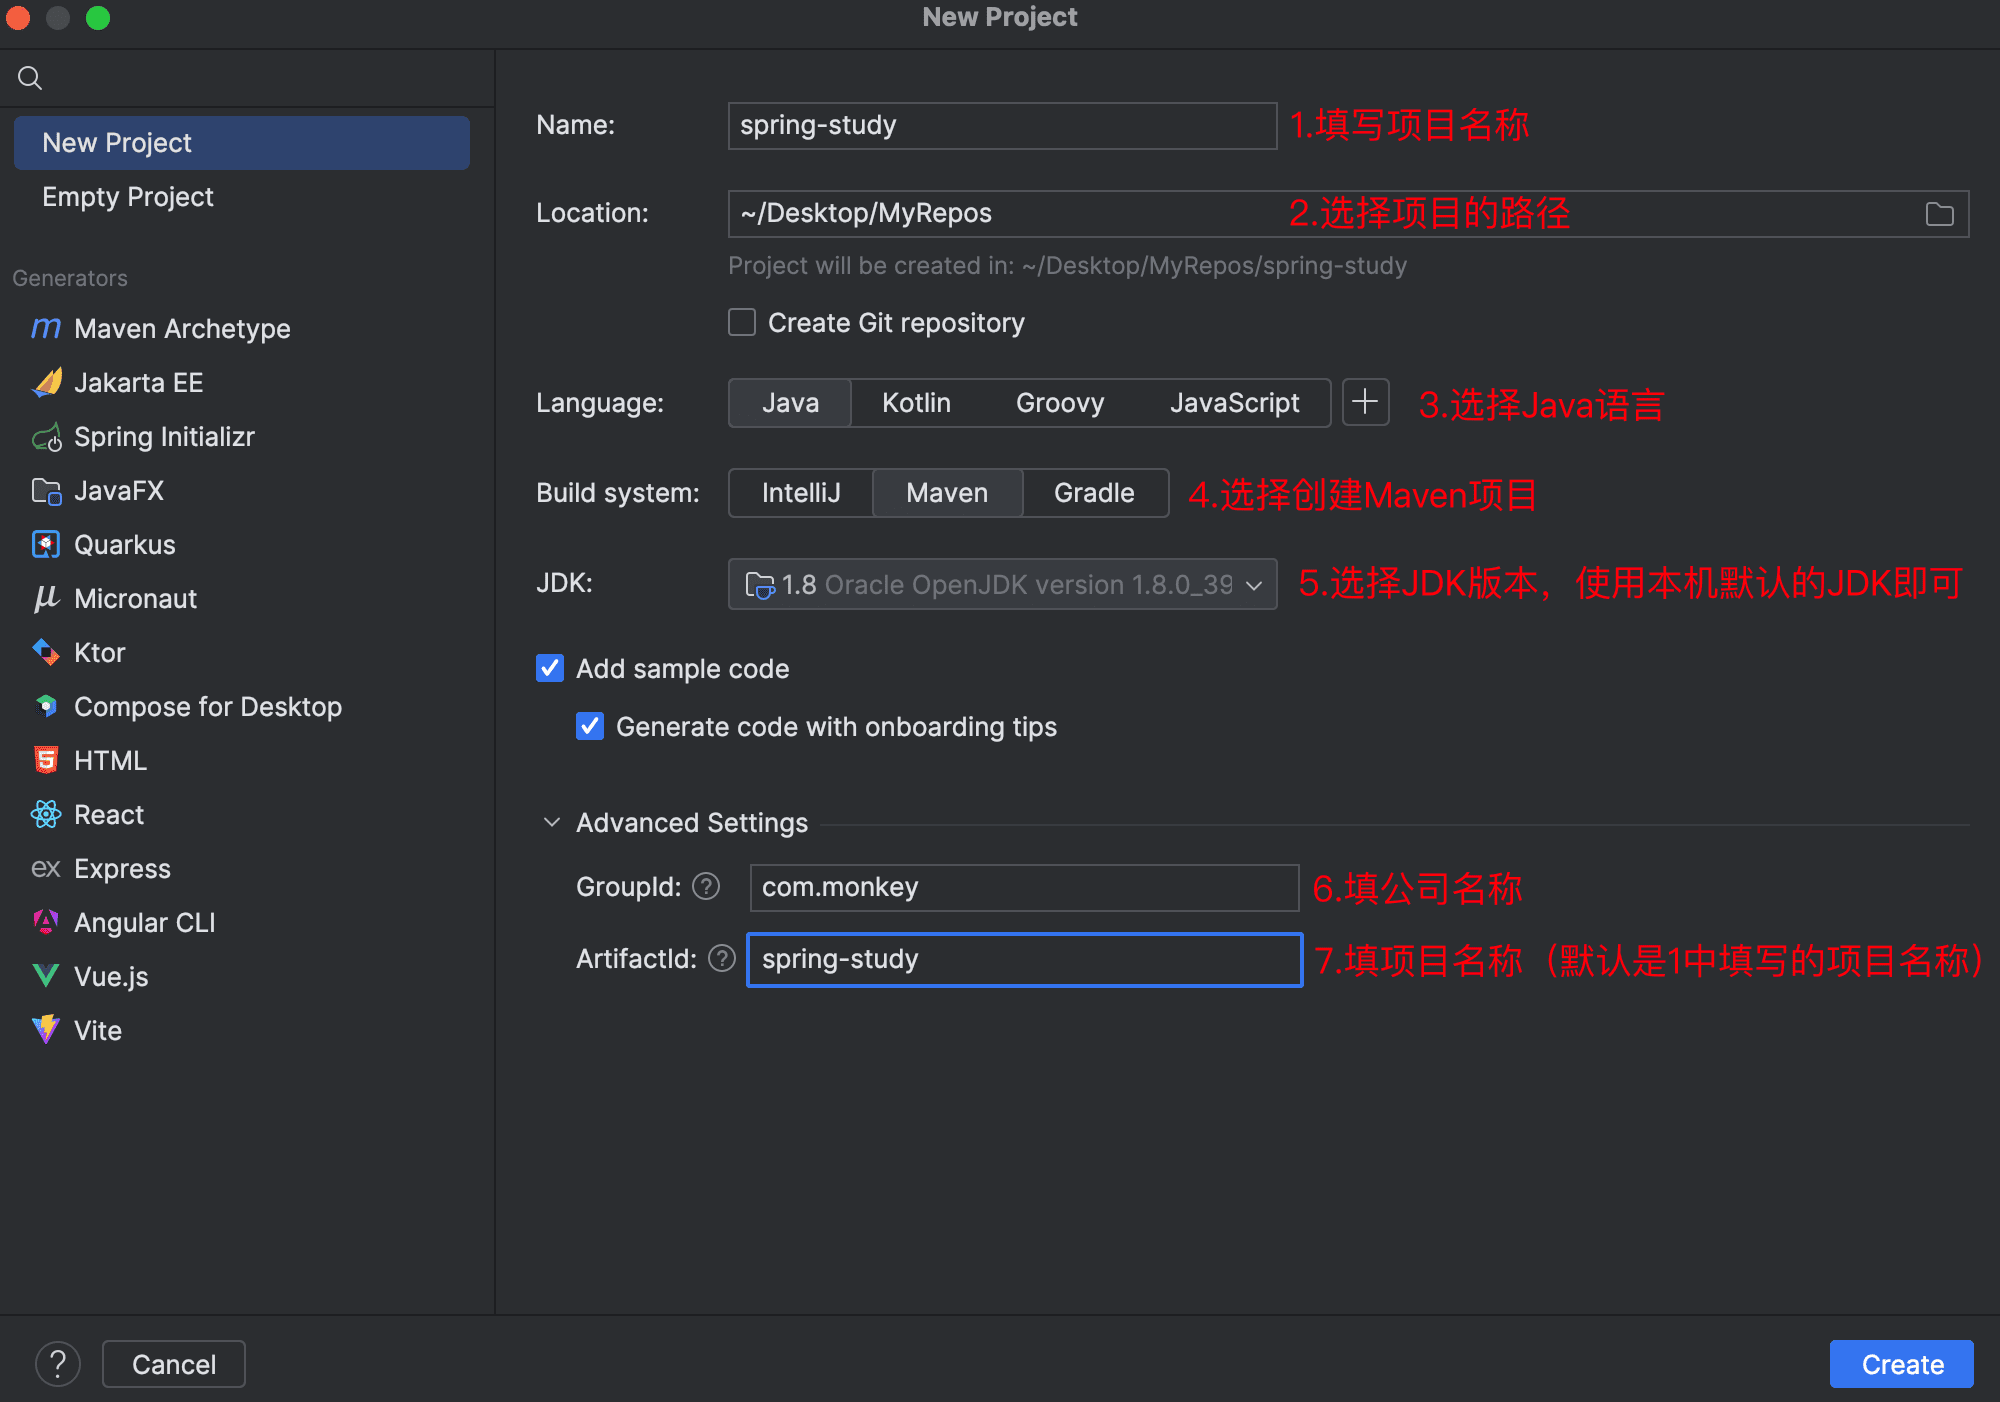 New Project
New Project
Empty Project
Generators
Maven Archetype
Jakarta EE
Spring Initializr
JavaFX
Quarkus
Micronaut
Ktor
Compose for Desktop
HTML
React
Express
Angular CLI
Vue.js
Vite
Name: spring-study 1.填写项目名称
Location: ~/Desktop/MyRepos 2.选择项目的路径
Project will be created in: ~/Desktop/MyRepos/spring-study
Create Git repository
Language: Java Kotlin Groovy JavaScript 3.选择Java语言
Build system: IntelliJ Maven Gradle 4.选择创建Maven项目
JDK: 1.8 Oracle OpenJDK version 1.8.0_39 5.选择JDK版本，使用本机默认的JDK即可
Add sample code
Generate code with onboarding tips
Advanced Settings
GroupId: com.monkey 6.填公司名称
ArtifactId: spring-study 7.填项目名称（默认是1中填写的项目名称）
Cancel
Create